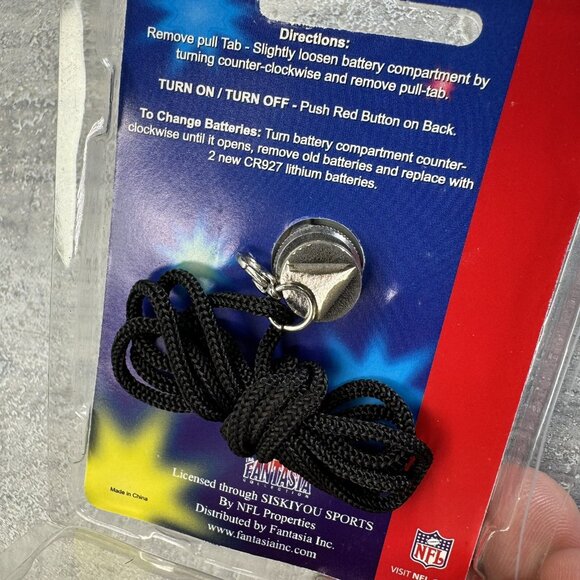 Directions:
Remove pull Tab - Slightly loosen battery compartment by
turning counter-clockwise and remove pull-tab.
TURN ON / TURN OFF - Push Red Button on Back.
To Change Batteries: Turn battery compartment counter-
clockwise until it opens, remove old batteries and replace with
2 new CR927 lithium batteries.
FANTASIA
COLLECTION
Licensed through SISKIYOU SPORTS
By NFL Properties
Distributed by Fantasia Inc.
www.fantasiainc.com
Made in China
NFL
VISIT NFL